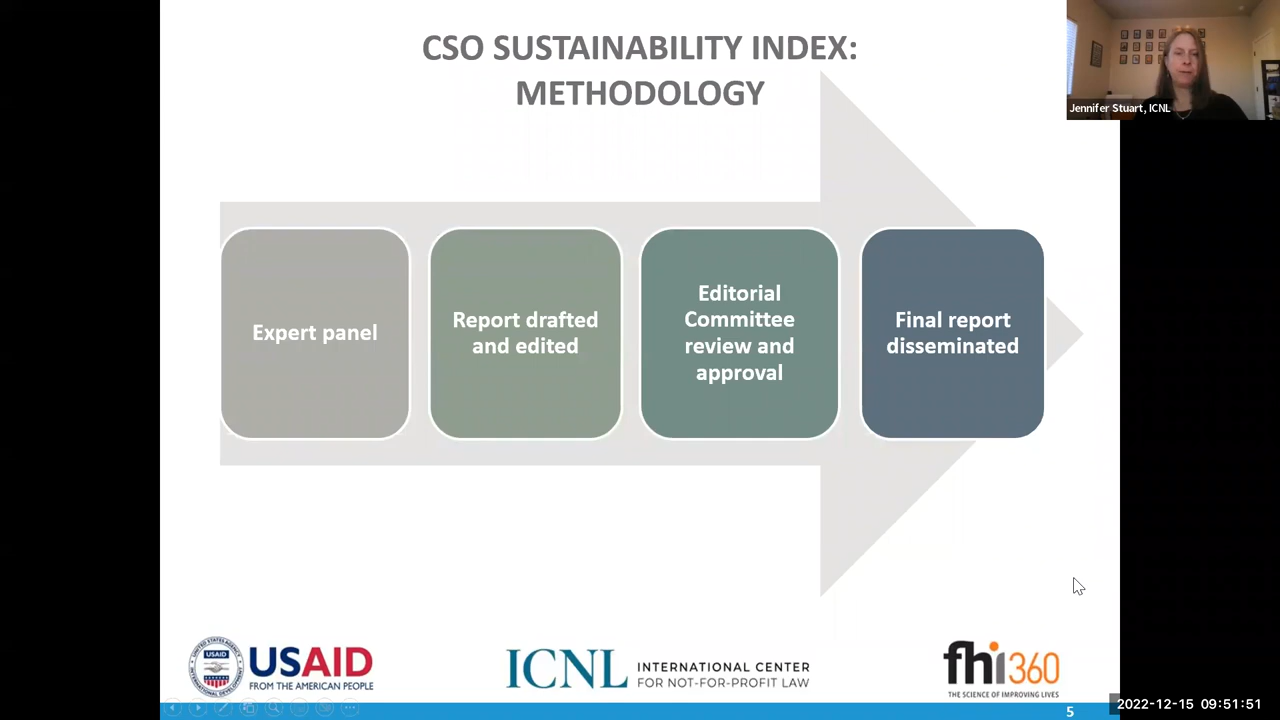 CSO SUSTAINABILITY INDEX:
METHODOLOGY
Jennifer Stuart, ICNL
Expert panel
Report drafted
and edited
Editorial
Committee
review and
approval
Final report
disseminated
USAID
USAID
FROM THE AMERICAN PEOPLE
ICNL
INTERNATIONAL CENTER
FOR NOT-FOR-PROFIT LAW
fhi360
THE SCIENCE OF IMPROVING LIVES
5
2022-12-15 09:51:51